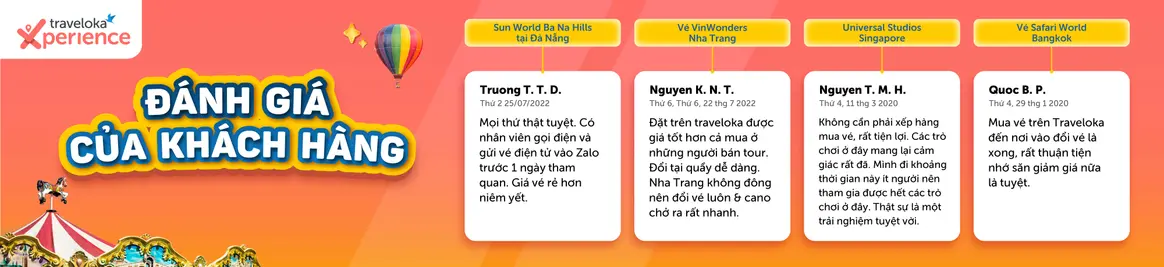 traveloka
Xperience
ĐÁNH GIÁ
CỦA KHÁCH HÀNG
Sun World Ba Na Hills
tại Đà Nẵng
Truong T. T. D.
Thứ 2 25/07/2022
Mọi thứ thật tuyệt. Có
nhân viên gọi điện và
gửi vé điện tử vào Zalo
trước 1 ngày tham
quan. Giá vé rẻ hơn
niêm yết.
Vé VinWonders
Nha Trang
Nguyen K. N. T.
Thứ 6, Thứ 6, 22 thg 7 2022
Đặt trên traveloka được
giá tốt hơn cả mua ở
những người bán tour.
Đổi tại quầy dễ dàng.
Nha Trang không đông
nên đổi vé luôn & cano
chở ra rất nhanh.
Universal Studios
Singapore
Nguyen T. M. H.
Thứ 4, 11 thg 3 2020
Không cần phải xếp hàng
mua vé, rất tiện lợi. Các trò
chơi ở đây mang lại cảm
giác rất đã. Mình đi khoảng
thời gian này ít người nên
tham gia được hết các trò
chơi ở đây. Thật sự là một
trải nghiệm tuyệt vời.
Vé Safari World
Bangkok
Quoc B. P.
Thứ 4, 29 thg 1 2020
Mua vé trên Traveloka
đến nơi vào đổi vé là
xong, rất thuận tiện
nhớ săn giảm giá nữa
là tuyệt.